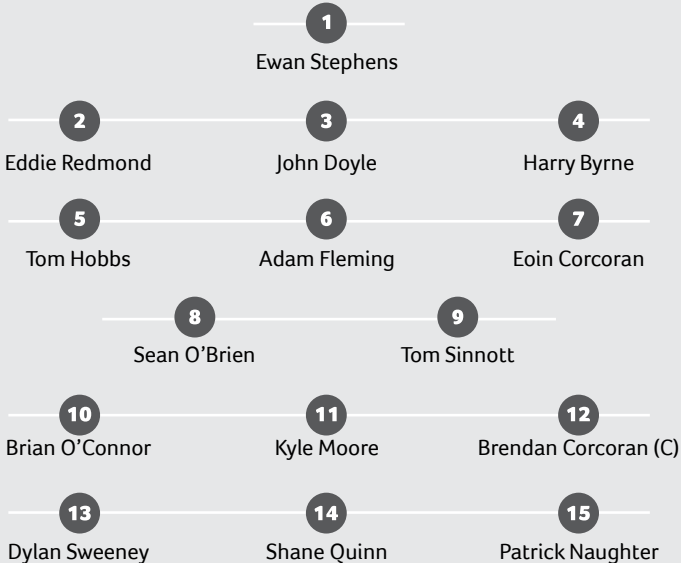 1
Ewan Stephens
2 3 4
Eddie Redmond John Doyle Harry Byrne
5 6 7
Tom Hobbs Adam Fleming Eoin Corcoran
8 9
Sean O’Brien Tom Sinnott
10 11 12
Brian O’Connor Kyle Moore Brendan Corcoran (C)
13 14 15
Dylan Sweeney Shane Quinn Patrick Naughter